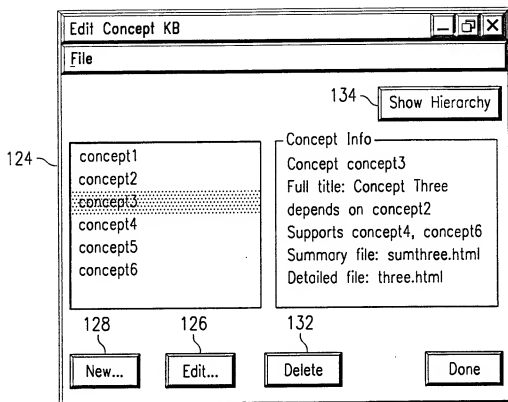 Edit Concept KB
File
134
Show Hierarchy
124
concept1
concept2
concept3
concept4
concept5
concept6
Concept Info
Concept concept3
Full title: Concept Three
depends on concept2
Supports concept4, concept6
Summary file: sumthree.html
Detailed file: three.html
128
126
132
New...
Edit...
Delete
Done